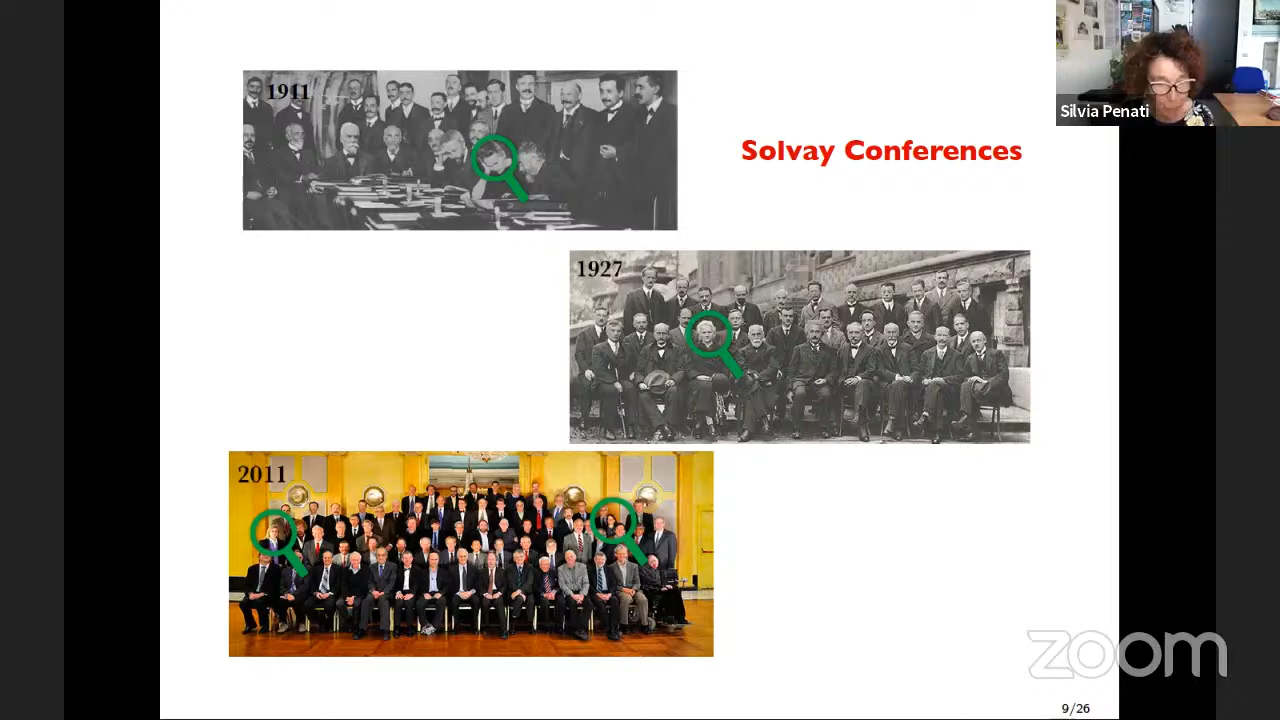 1911
Silvia Penati
Solvay Conferences
1927
2011
zoom
9/26